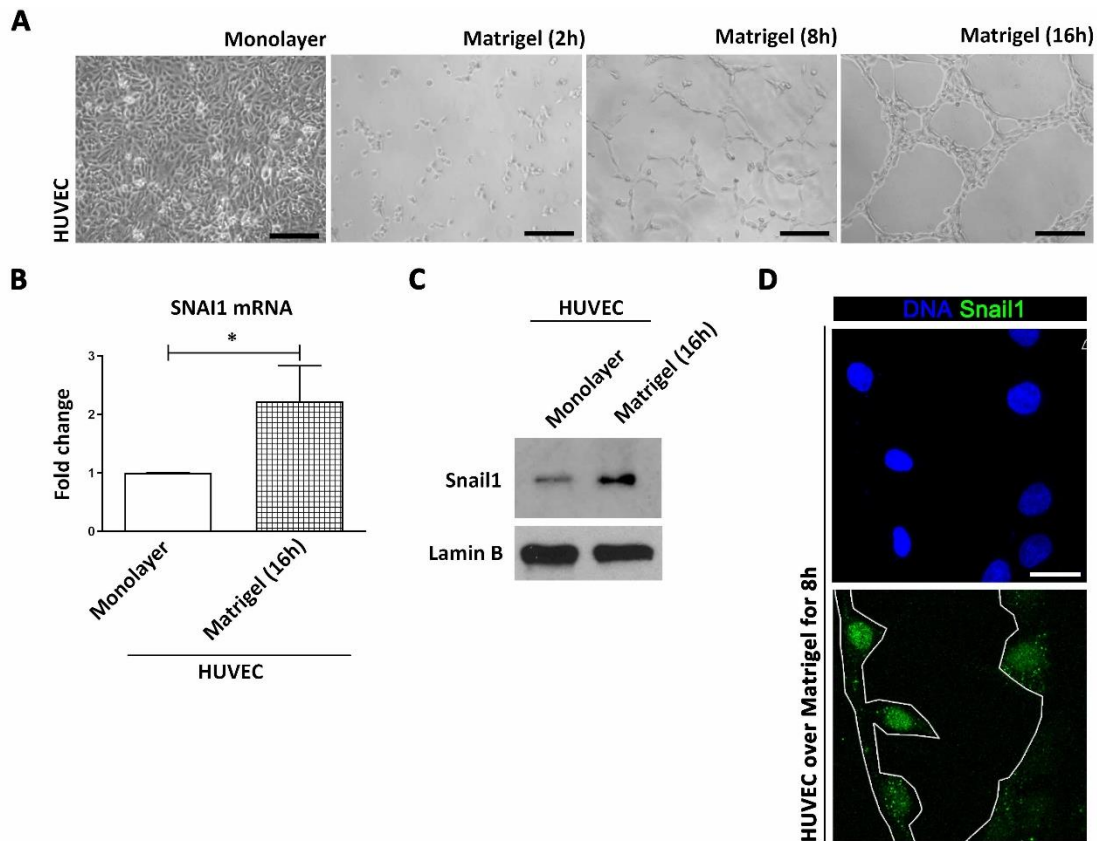 A
Monolayer
Matrigel (2h)
Matrigel (8h)
Matrigel (16h)
HUVEC
B
SNAI1 mRNA
*
Fold change
3
2
1
0
Monolayer
Matrigel (16h)
HUVEC
C
HUVEC
Monolayer
Matrigel (16h)
Snail1
Lamin B
D
DNA Snail1
HUVEC over Matrigel for 8h